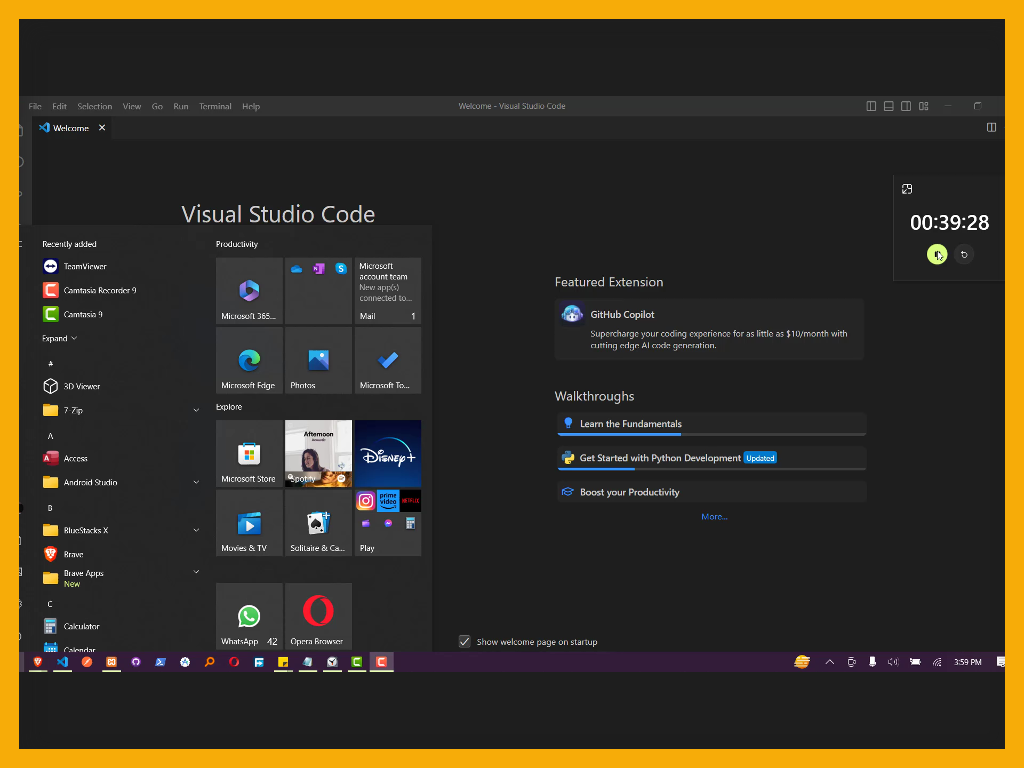 File Edit Selection View Go Run Terminal Help
Welcome - Visual Studio Code
Welcome
Visual Studio Code
00:39:28
Recently added
TeamViewer
Camtasia Recorder 9
Camtasia 9
Expand
#
3D Viewer
7-Zip
A
Access
Android Studio
B
BlueStacks X
Brave
Brave Apps
New
C
Calculator
Calendar
Productivity
Microsoft 365...
Microsoft
account team
New app(s)
connected to...
Mail 1
Microsoft Edge
Photos
Microsoft To...
Explore
Microsoft Store
Afternoon
Spotify
Disney+
Movies & TV
Solitaire & Ca...
prime
video
NETFLIX
Play
WhatsApp 42
Opera Browser
Featured Extension
GitHub Copilot
Supercharge your coding experience for as little as $10/month with
cutting edge AI code generation.
Walkthroughs
Learn the Fundamentals
Get Started with Python Development Updated
Boost your Productivity
More...
Show welcome page on startup
3:59 PM